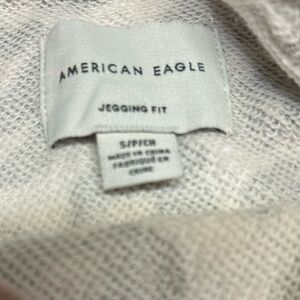 AMERICAN EAGLE
JEGGING FIT
S/P/CH
MADE IN CHINA
FABRIQUÉ EN
CHINE